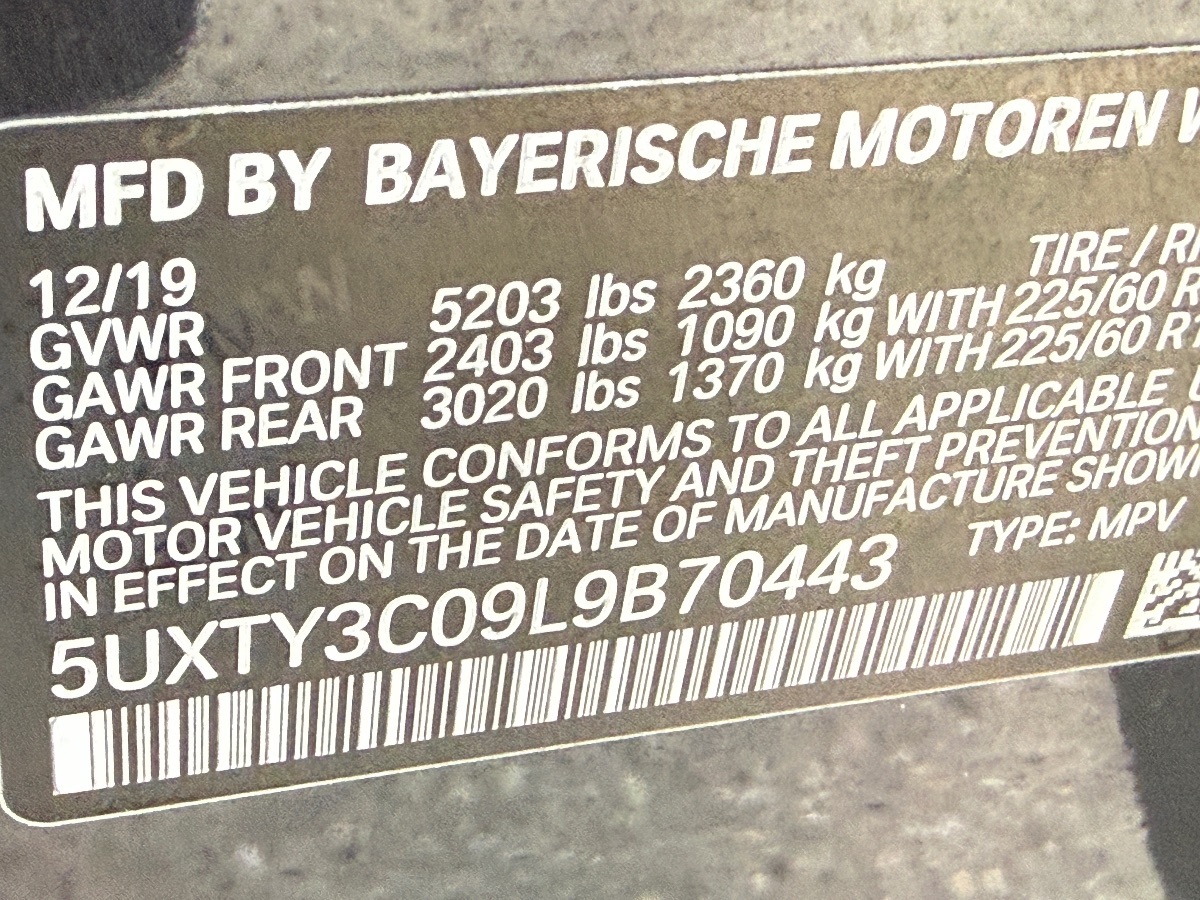 MFD BY BAYERISCHE MOTOREN
12/19 TIRE /
GVWR 5203 lbs 2360 kg
GAWR FRONT 2403 lbs 1090 kg WITH 225/60
GAWR REAR 3020 lbs 1370 kg WITH 225/60
THIS VEHICLE CONFORMS TO ALL APPLICABLE
MOTOR VEHICLE SAFETY AND THEFT PREVENTION
IN EFFECT ON THE DATE OF MANUFACTURE
5UXTY3C09L9B70443 TYPE: MPV